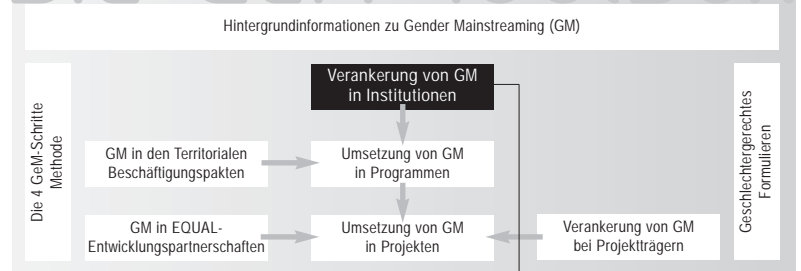 Hintergrundinformationen zu Gender Mainstreaming (GM)
Die 4 GeM-Schritte
Methode
Verankerung von GM
in Institutionen
GM in den Territorialen
Beschäftigungspakten
Umsetzung von GM
in Programmen
GM in EQUAL-
Entwicklungspartnerschaften
Umsetzung von GM
in Projekten
Verankerung von GM
bei Projektträgern
Geschlechtergerechtes
Formulieren